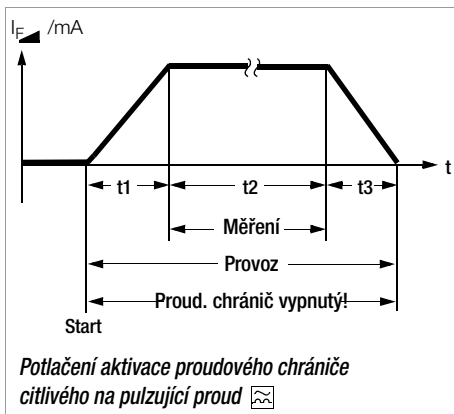 I_F /mA
t
t1 t2 t3
Měření
Provoz
Proud. chránič vypnutý!
Start
Potlačení aktivace proudového chrániče
citlivého na pulzující proud